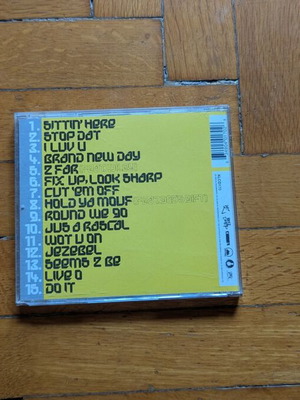 1. SITTIN' HERE
2. STOP DAT
3. I LUV U
4. BRAND NEW DAY
5. 2 FAR
6. FIX UP, LOOK SHARP
7. CUT 'EM OFF
8. HOLD YA MOUF
9. ROUND WE GO
10. JUS A RASCAL
11. WOT U ON
12. JEZEBEL
13. SEEMS 2 BE
14. LIVE O
15. DO IT